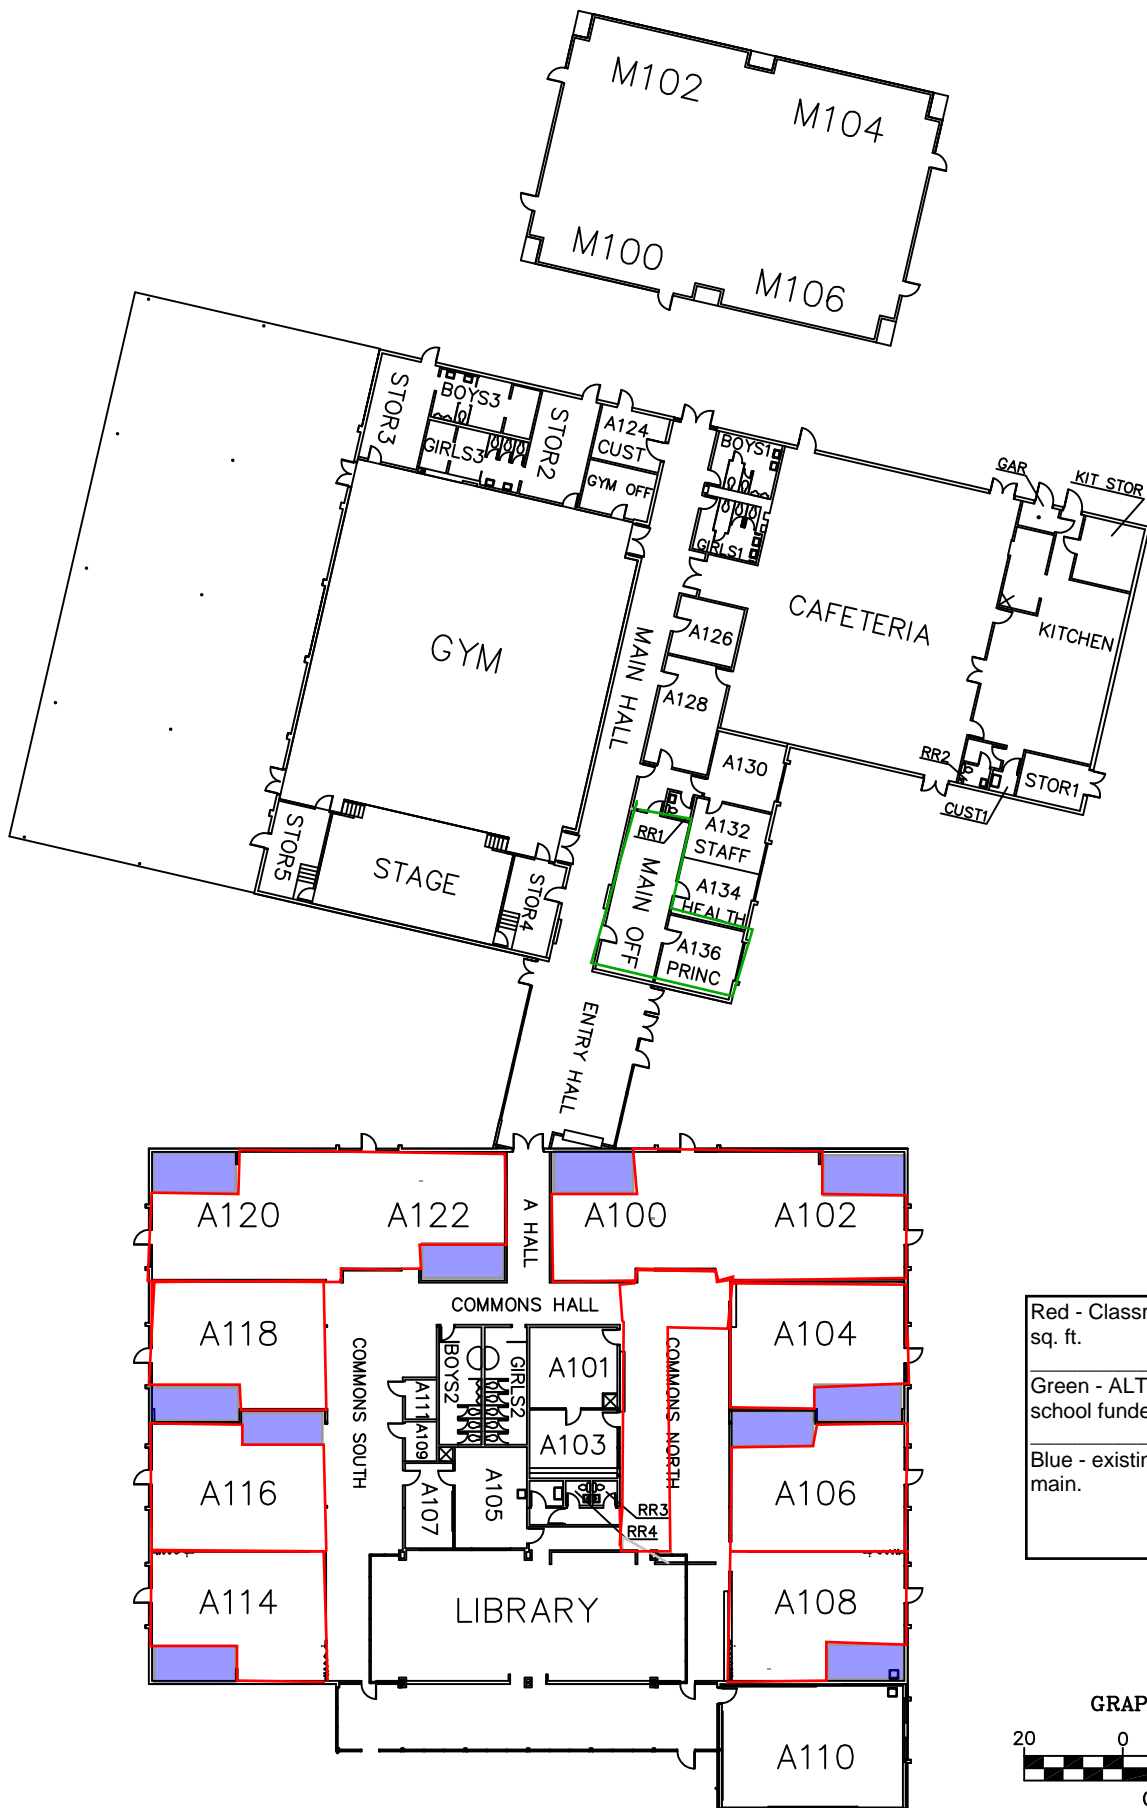 M102
M104
M100
M106
STOR3
BOYS3
GIRLS3
STOR2
A124
CUST
GYM OFF
BOYS1
GIRLS1
GAR
KIT STOR
CAFETERIA
KITCHEN
GYM
MAIN HALL
A126
A128
A130
RR2
CUST1
STOR1
RR1
A132
STAFF
A134
HEALTH
MAIN OFF
A136
PRINC
STOR5
STAGE
STOR4
ENTRY HALL
A120
A122
A HALL
A100
A102
COMMONS HALL
A118
COMMONS SOUTH
BOYS2
GIRLS2
A101
COMMONS NORTH
A104
A111
A109
A103
A116
A107
A105
RR3
RR4
A106
A114
LIBRARY
A108
A110
Red - Classr
sq. ft.
Green - ALT
school funde
Blue - existin
main.
GRAP
20 0